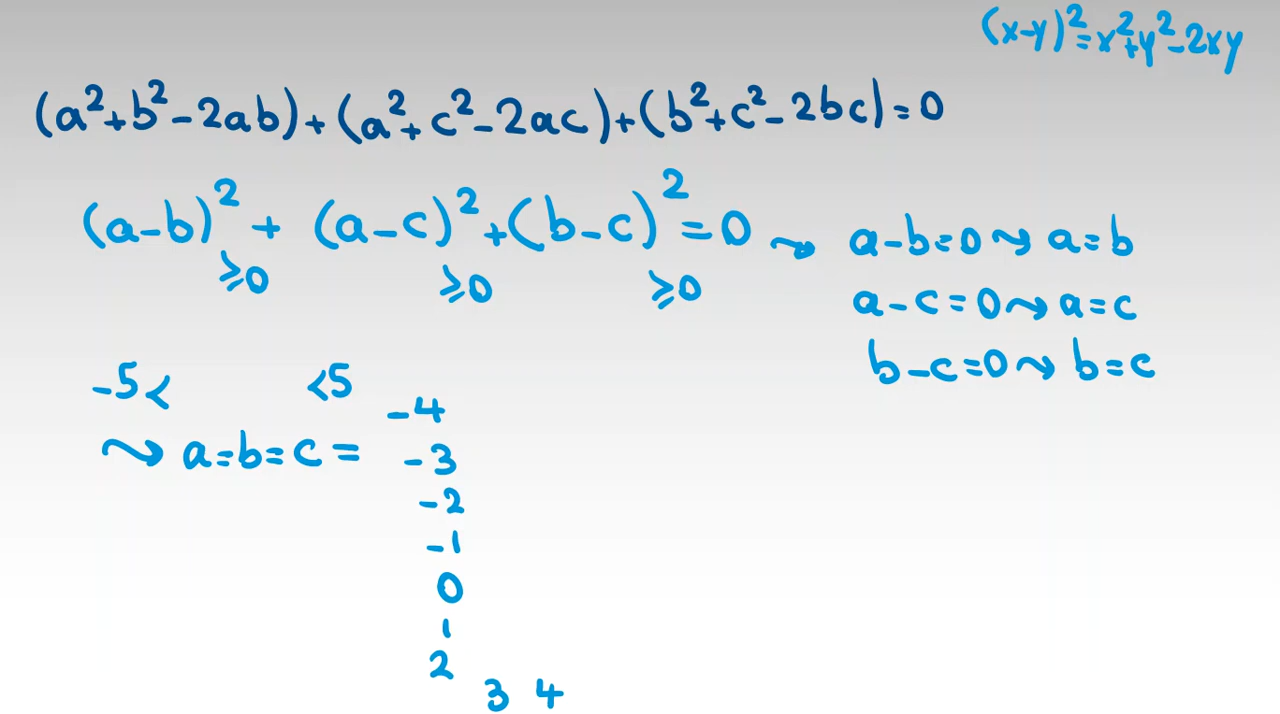 (x-y)²=x²+y²-2xy
(a²+b²-2ab)+(a²+c²-2ac)+(b²+c²-2bc)=0
(a-b)²+(a-c)²+(b-c)²=0 ⇝ a-b=0 ⇝ a=b
≥0 ≥0 ≥0
a-c=0 ⇝ a=c
b-c=0 ⇝ b=c
-5< <5
⇝ a=b=c=
-4
-3
-2
-1
0
1
2
3 4